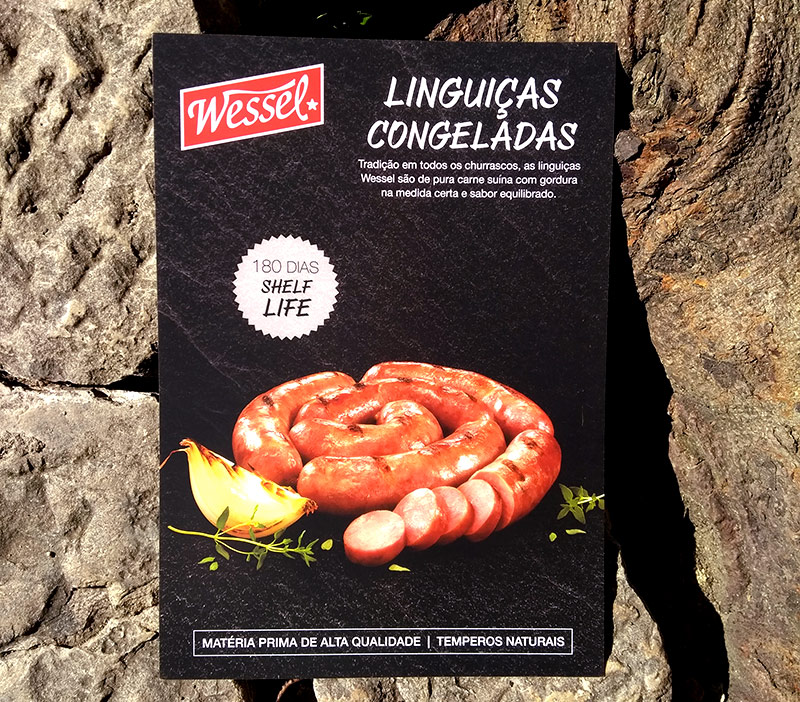 Wessel
LINGUIÇAS
CONGELADAS
Tradição em todos os churrascos, as linguiças
Wessel são de pura carne suína com gordura
na medida certa e sabor equilibrado.
180 DIAS
SHELF
LIFE
MATÉRIA PRIMA DE ALTA QUALIDADE | TEMPEROS NATURAIS